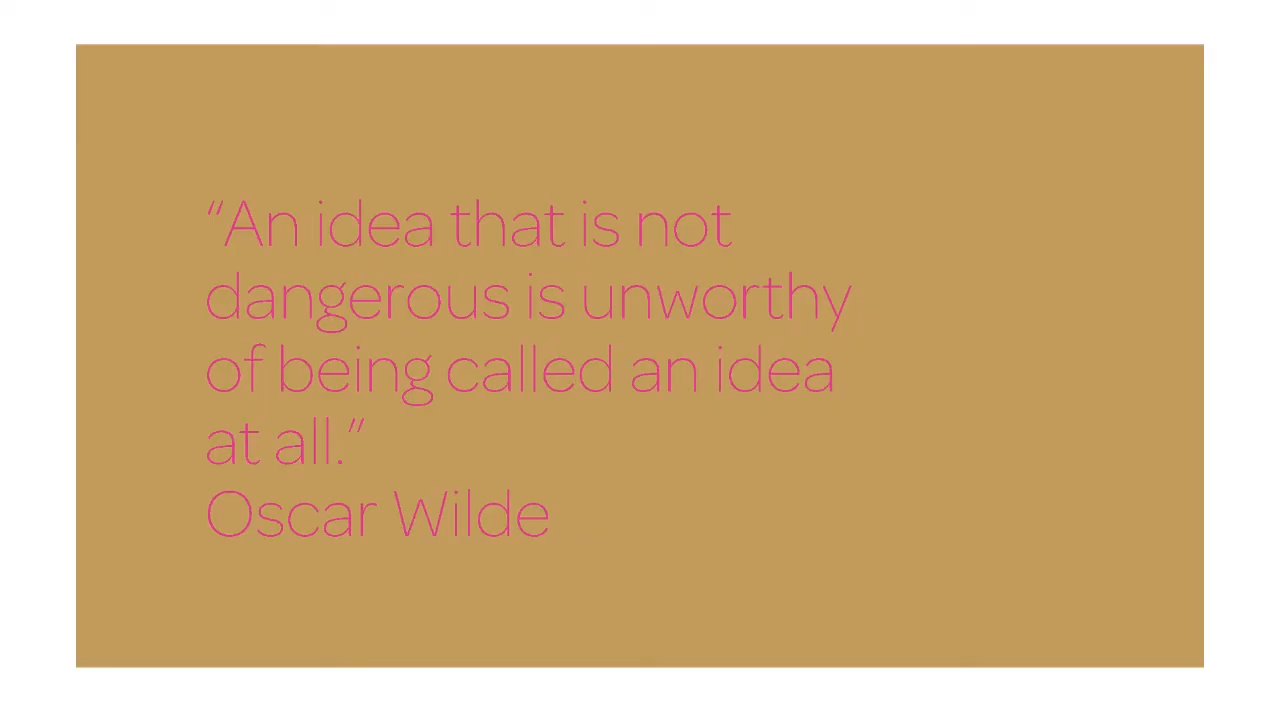 “An idea that is not
dangerous is unworthy
of being called an idea
at all.”
Oscar Wilde